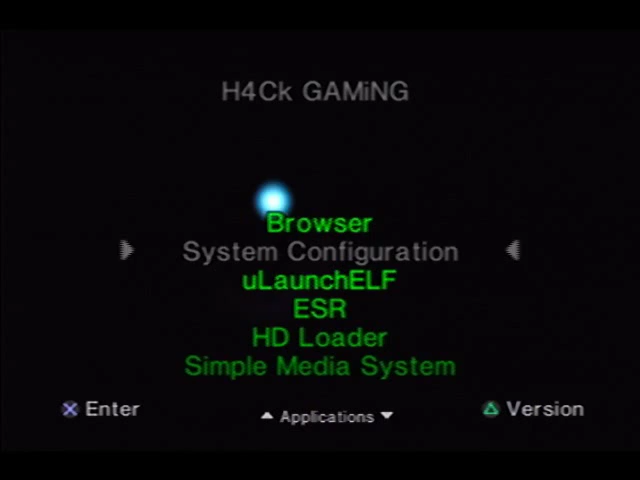 H4Ck GAMiNG
Browser
System Configuration
uLaunchELF
ESR
HD Loader
Simple Media System
Enter
Applications
Version